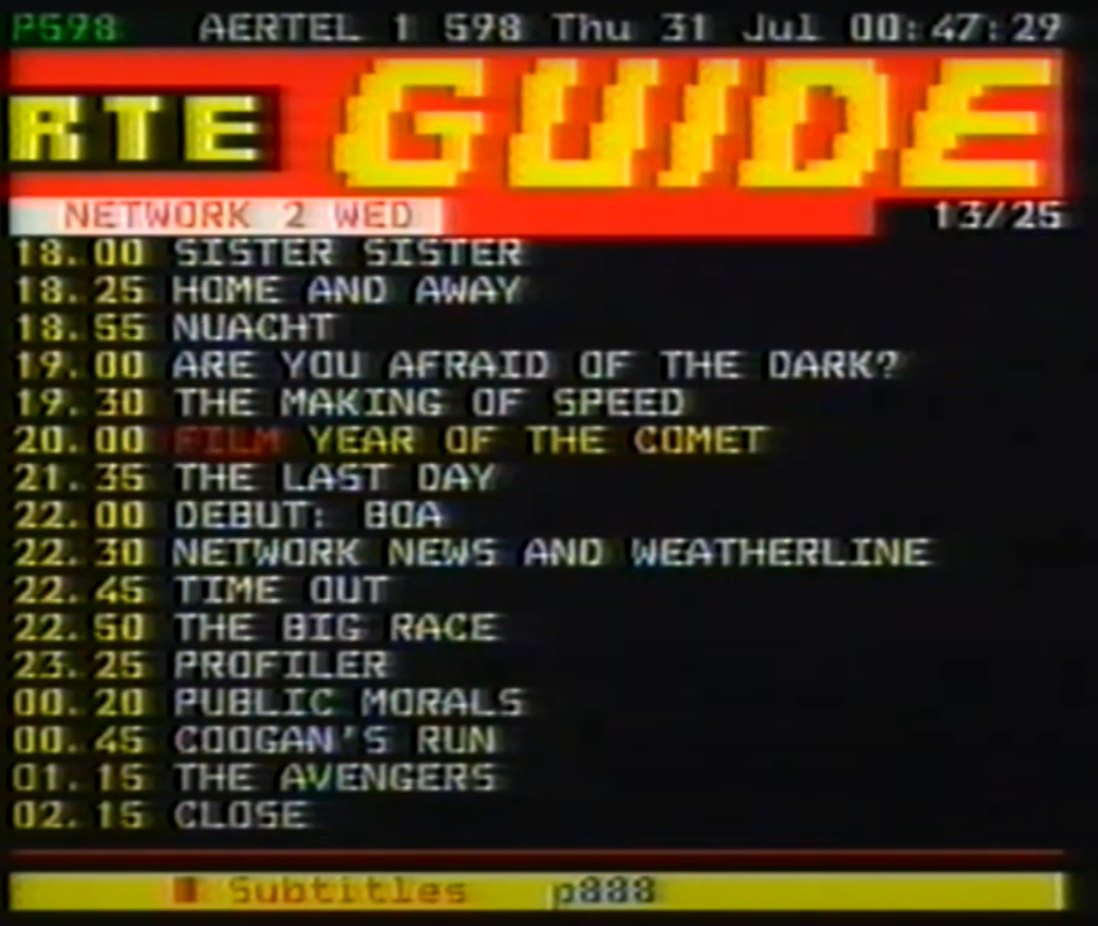 P598 AERTEL 1 598 Thu 31 Jul 00:47:29
RTE GUIDE
NETWORK 2 WED 13/25
18.00 SISTER SISTER
18.25 HOME AND AWAY
18.55 NUACHT
19.00 ARE YOU AFRAID OF THE DARK?
19.30 THE MAKING OF SPEED
20.00 FILM YEAR OF THE COMET
21.35 THE LAST DAY
22.00 DEBUT: BOA
22.30 NETWORK NEWS AND WEATHERLINE
22.45 TIME OUT
22.50 THE BIG RACE
23.25 PROFILER
00.20 PUBLIC MORALS
00.45 COOGAN'S RUN
01.15 THE AVENGERS
02.15 CLOSE
Subtitles p888